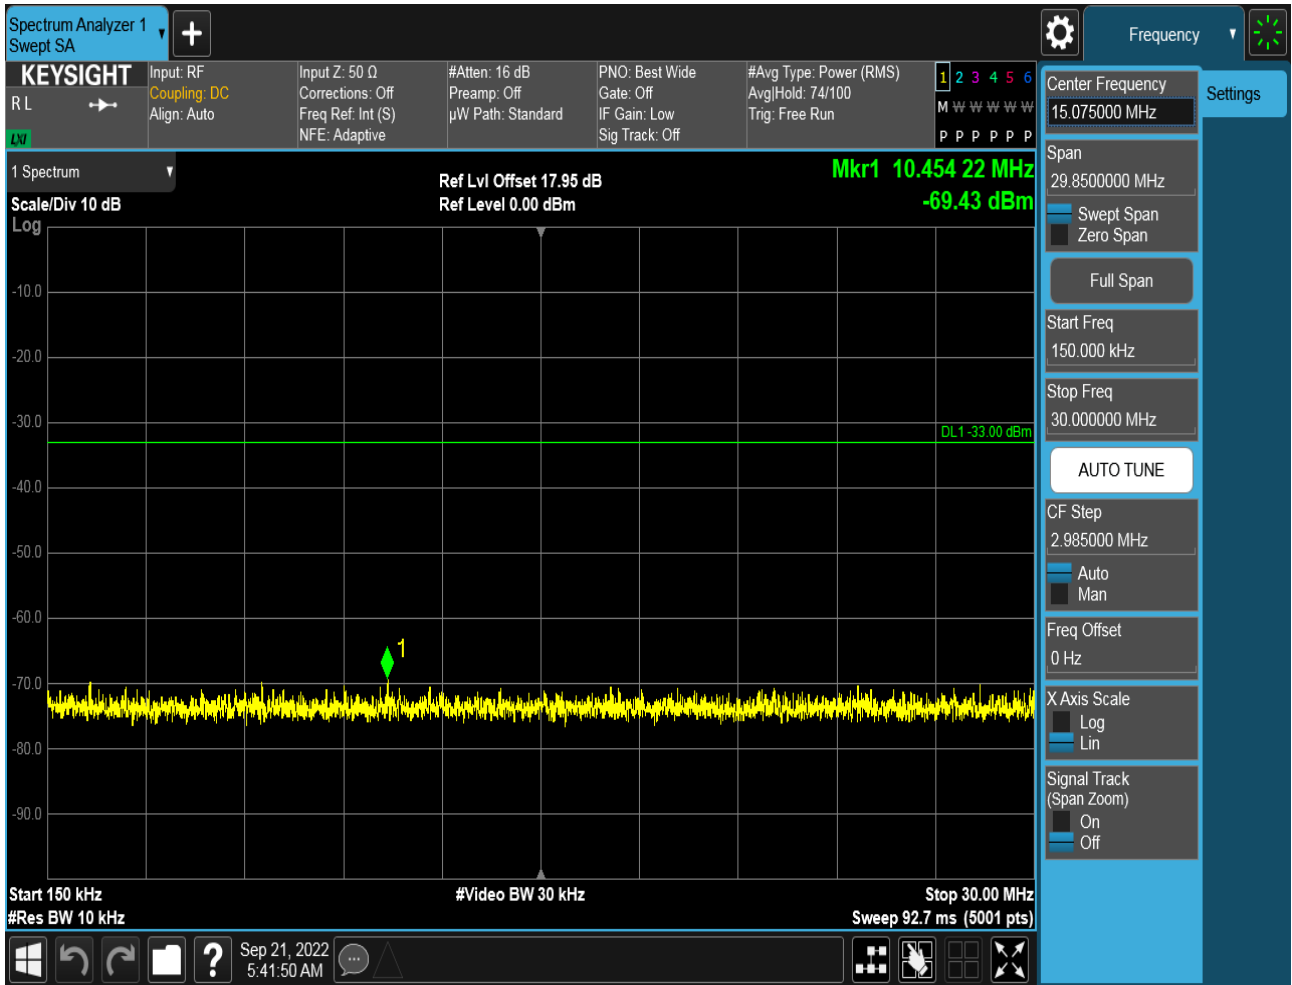 Spectrum Analyzer 1
Swept SA
Frequency
KEYSIGHT
R L
LXI
Input: RF
Coupling: DC
Align: Auto
Input Z: 50 Ω
Corrections: Off
Freq Ref: Int (S)
NFE: Adaptive
#Atten: 16 dB
Preamp: Off
µW Path: Standard
PNO: Best Wide
Gate: Off
IF Gain: Low
Sig Track: Off
#Avg Type: Power (RMS)
Avg|Hold: 74/100
Trig: Free Run
1 2 3 4 5 6
M W W W W W
P P P P P P
1 Spectrum
Scale/Div 10 dB
Log
Ref Lvl Offset 17.95 dB
Ref Level 0.00 dBm
Mkr1 10.454 22 MHz
-69.43 dBm
-10.0
-20.0
-30.0
DL1 -33.00 dBm
-40.0
-50.0
-60.0
1
-70.0
-80.0
-90.0
Start 150 kHz
#Res BW 10 kHz
#Video BW 30 kHz
Stop 30.00 MHz
Sweep 92.7 ms (5001 pts)
Center Frequency
15.075000 MHz
Settings
Span
29.8500000 MHz
Swept Span
Zero Span
Full Span
Start Freq
150.000 kHz
Stop Freq
30.000000 MHz
AUTO TUNE
CF Step
2.985000 MHz
Auto
Man
Freq Offset
0 Hz
X Axis Scale
Log
Lin
Signal Track
(Span Zoom)
On
Off
?
Sep 21, 2022
5:41:50 AM